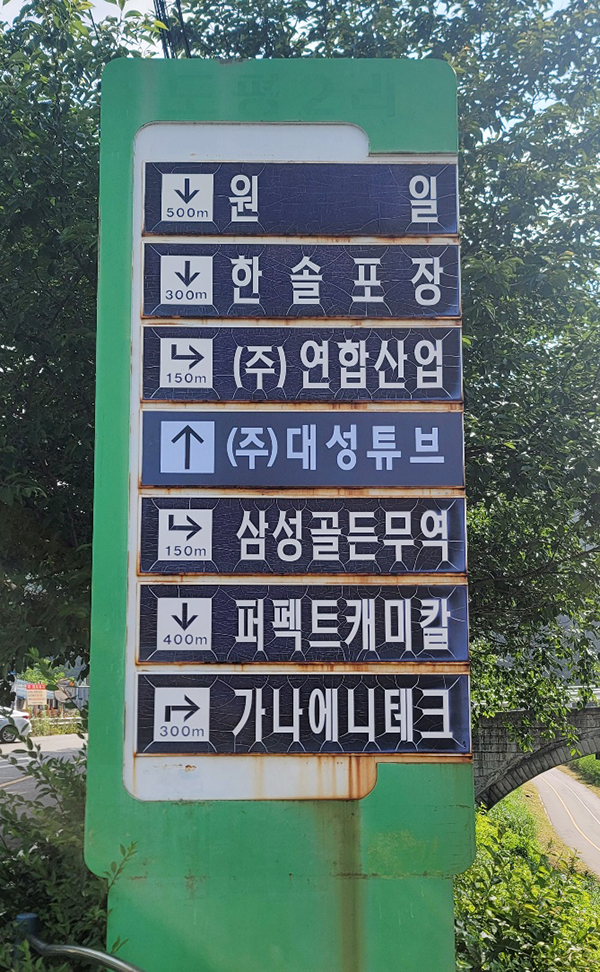 ↓ 500m 원 일
↓ 300m 한솔포장
↱ 150m (주)연합산업
↑ (주)대성튜브
↱ 150m 삼성골든무역
↓ 400m 퍼펙트캐미칼
↱ 300m 가나에니테크